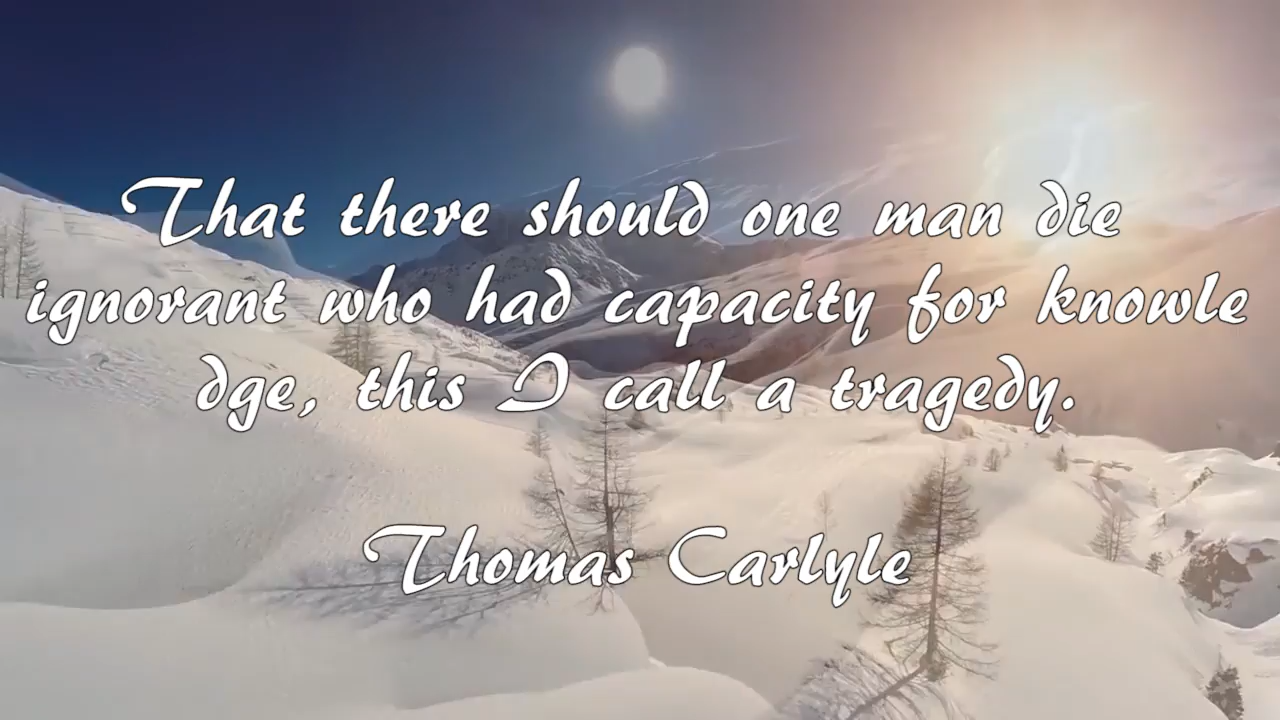 That there should one man die
ignorant who had capacity for knowle
dge, this I call a tragedy.
Thomas Carlyle